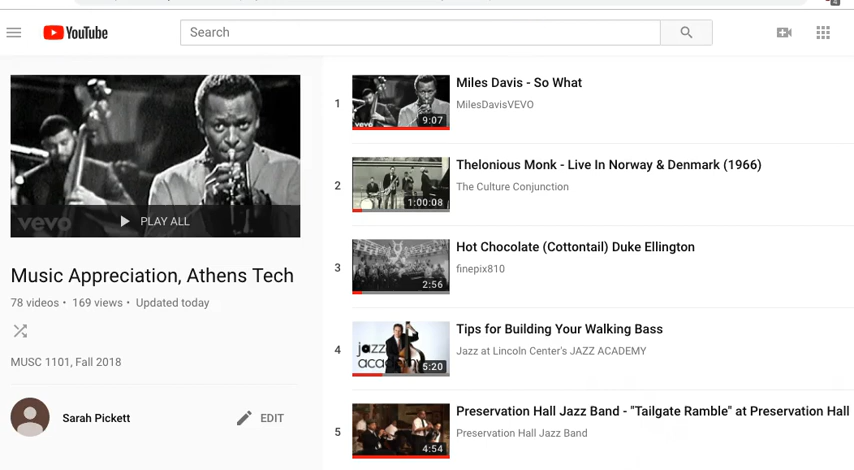 YouTube
Search
4
vevo
PLAY ALL
Music Appreciation, Athens Tech
78 videos • 169 views • Updated today
MUSC 1101, Fall 2018
Sarah Pickett
EDIT
1
vevo
9:07
Miles Davis - So What
MilesDavisVEVO
2
1:00:08
Thelonious Monk - Live In Norway & Denmark (1966)
The Culture Conjunction
3
2:56
Hot Chocolate (Cottontail) Duke Ellington
finepix810
4
jazz
academy
5:20
Tips for Building Your Walking Bass
Jazz at Lincoln Center's JAZZ ACADEMY
5
4:54
Preservation Hall Jazz Band - "Tailgate Ramble" at Preservation Hall
Preservation Hall Jazz Band